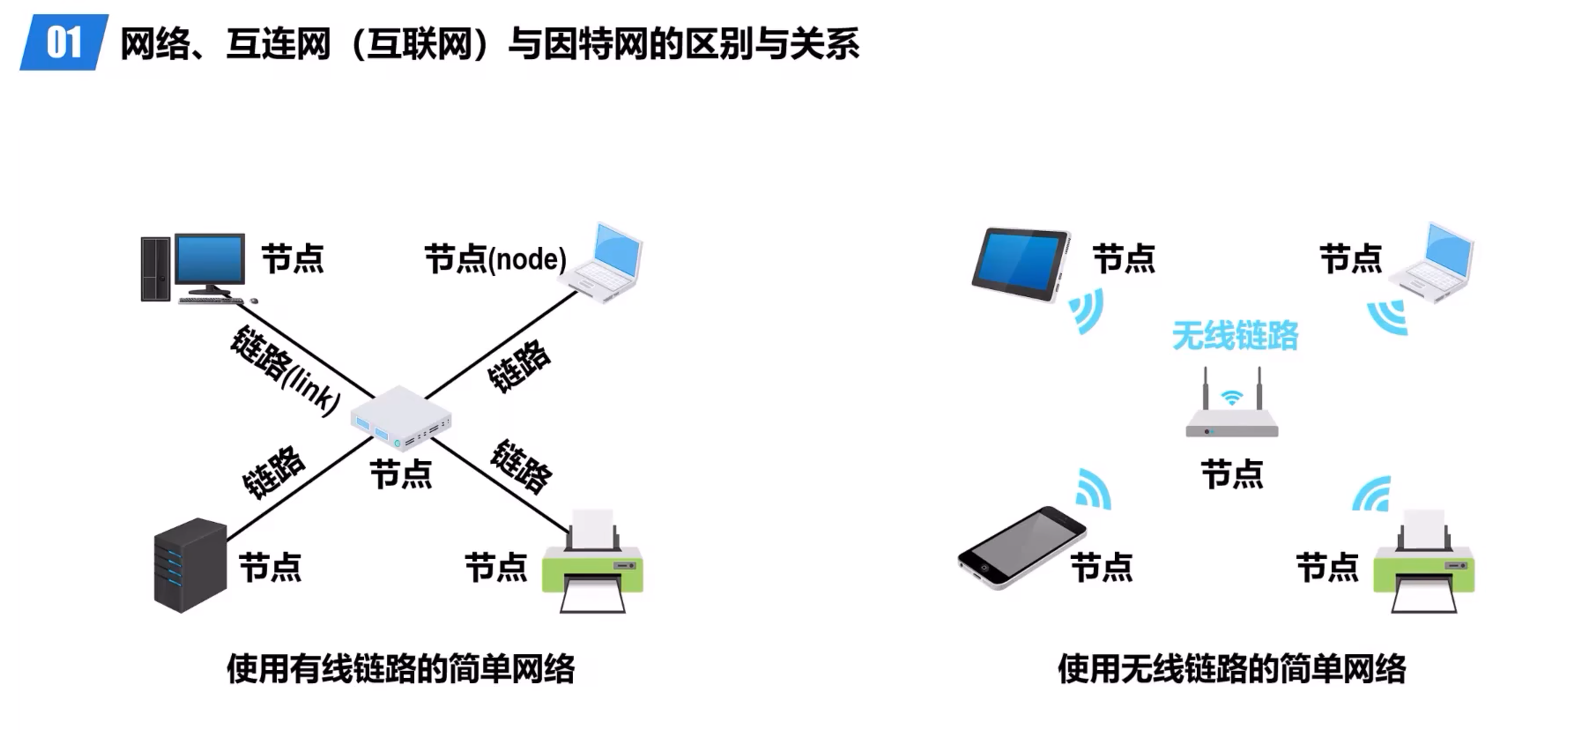 01 网络、互连网（互联网）与因特网的区别与关系
节点
节点(node)
链路(link)
链路
链路
链路
节点
节点
节点
使用有线链路的简单网络
节点
节点
无线链路
节点
节点
节点
使用无线链路的简单网络